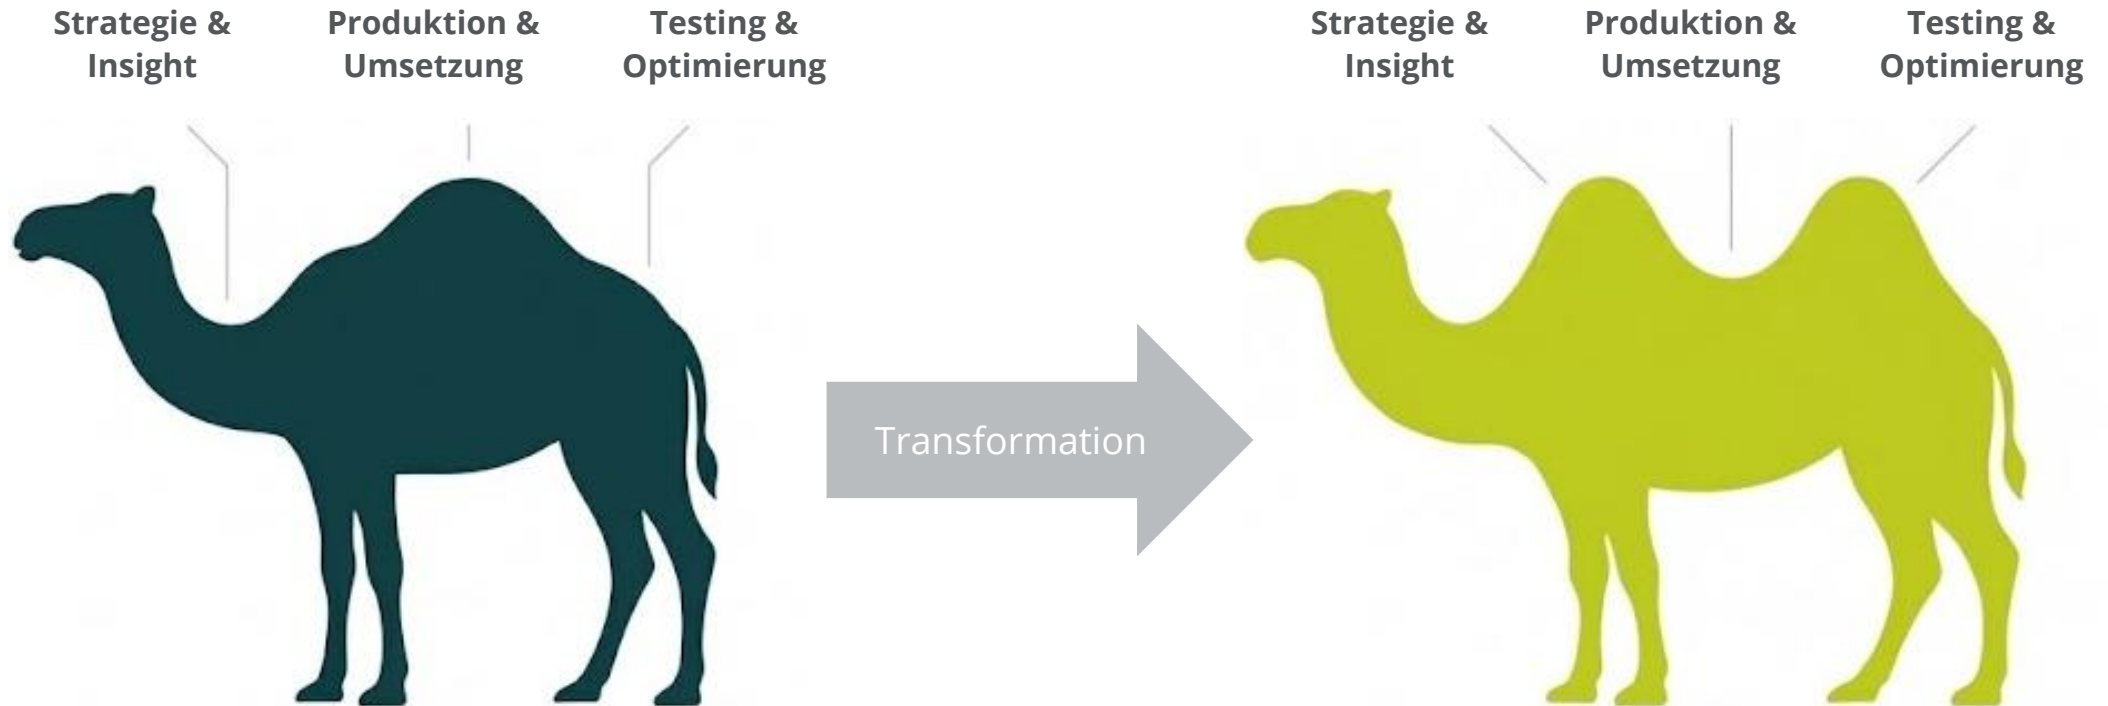 Strategie &
Insight
Produktion &
Umsetzung
Testing &
Optimierung
Strategie &
Insight
Produktion &
Umsetzung
Testing &
Optimierung
Transformation